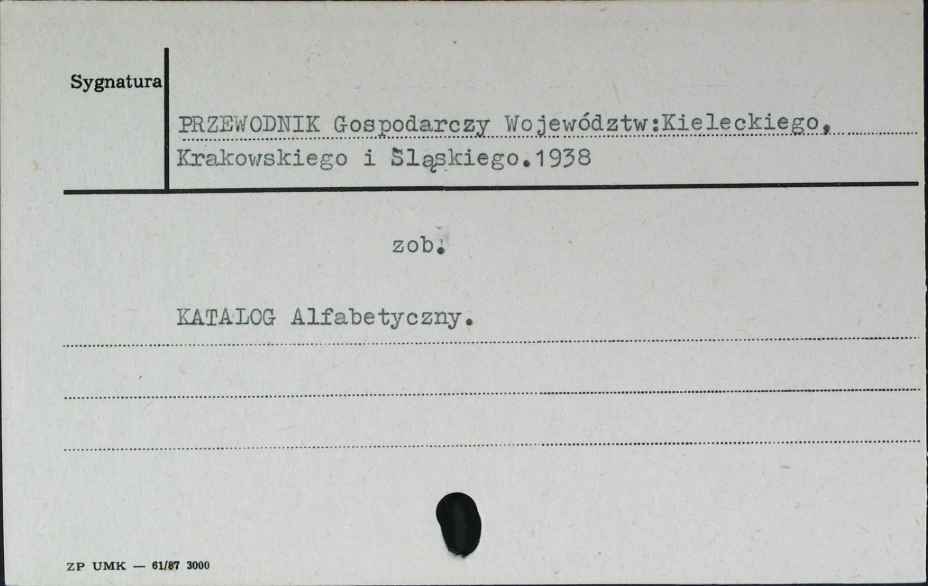 Sygnatura
PRZEWODNIK Gospodarczy Województw:Kieleckiego,
Krakowskiego i Śląskiego.1938
zob.
KATALOG Alfabetyczny.
ZP UMK — 61/87 3000